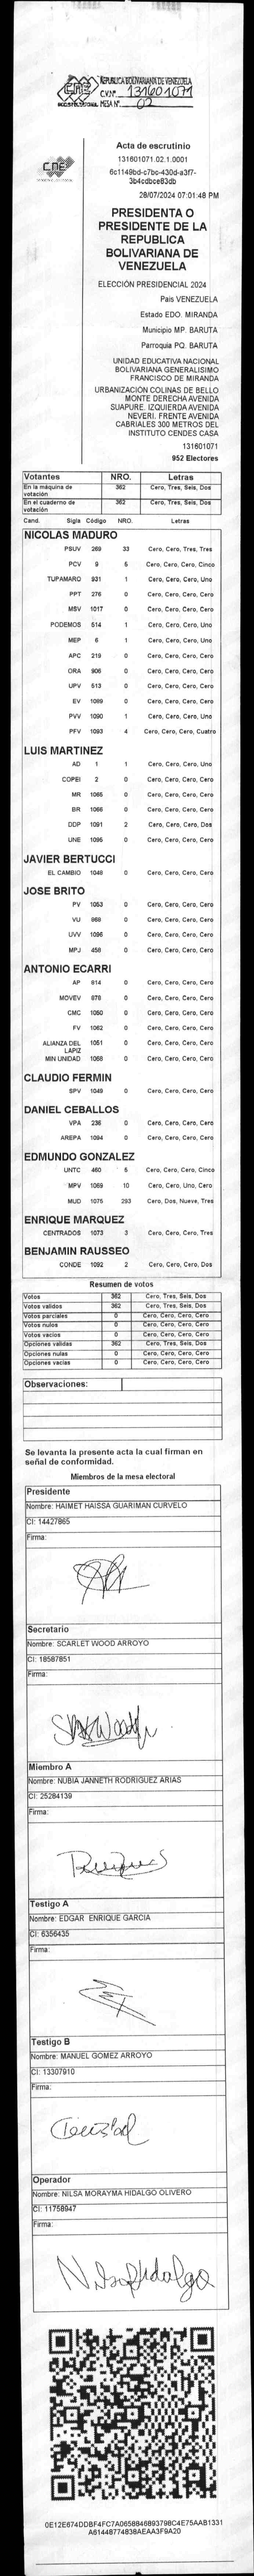 REPUBLICA BOLIVARIANA DE VENEZUELA
C.V.Nº 131601071
MESA Nº 02
Acta de escrutinio
131601071.02.1.0001
6c1149bd-c7bc-430d-a3f7-
3b4cdbce83db
28/07/2024 07:01:48 PM
PRESIDENTA O
PRESIDENTE DE LA
REPUBLICA
BOLIVARIANA DE
VENEZUELA
ELECCIÓN PRESIDENCIAL 2024
País VENEZUELA
Estado EDO. MIRANDA
Municipio MP. BARUTA
Parroquia PQ. BARUTA
UNIDAD EDUCATIVA NACIONAL
BOLIVARIANA GENERALISIMO
FRANCISCO DE MIRANDA
URBANIZACIÓN COLINAS DE BELLO
MONTE DERECHA AVENIDA
SUAPURE. IZQUIERDA AVENIDA
NEVERI. FRENTE AVENIDA
CABRIALES 300 METROS DEL
INSTITUTO CENDES CASA
131601071
952 Electores
Votantes NRO. Letras
En la máquina de votación 362 Cero, Tres, Seis, Dos
En el cuaderno de votación 362 Cero, Tres, Seis, Dos
Cand. Sigla Código NRO. Letras
NICOLAS MADURO
PSUV 269 33 Cero, Cero, Tres, Tres
PCV 9 5 Cero, Cero, Cero, Cinco
TUPAMARO 931 1 Cero, Cero, Cero, Uno
PPT 276 0 Cero, Cero, Cero, Cero
MSV 1017 0 Cero, Cero, Cero, Cero
PODEMOS 514 1 Cero, Cero, Cero, Uno
MEP 6 1 Cero, Cero, Cero, Uno
APC 219 0 Cero, Cero, Cero, Cero
ORA 906 0 Cero, Cero, Cero, Cero
UPV 513 0 Cero, Cero, Cero, Cero
EV 1089 0 Cero, Cero, Cero, Cero
PVV 1090 1 Cero, Cero, Cero, Uno
PFV 1093 4 Cero, Cero, Cero, Cuatro
LUIS MARTINEZ
AD 1 1 Cero, Cero, Cero, Uno
COPEI 2 0 Cero, Cero, Cero, Cero
MR 1065 0 Cero, Cero, Cero, Cero
BR 1066 0 Cero, Cero, Cero, Cero
DDP 1091 2 Cero, Cero, Cero, Dos
UNE 1095 0 Cero, Cero, Cero, Cero
JAVIER BERTUCCI
EL CAMBIO 1048 0 Cero, Cero, Cero, Cero
JOSE BRITO
PV 1053 0 Cero, Cero, Cero, Cero
VU 868 0 Cero, Cero, Cero, Cero
UVV 1096 0 Cero, Cero, Cero, Cero
MPJ 458 0 Cero, Cero, Cero, Cero
ANTONIO ECARRI
AP 814 0 Cero, Cero, Cero, Cero
MOVEV 878 0 Cero, Cero, Cero, Cero
CMC 1050 0 Cero, Cero, Cero, Cero
FV 1062 0 Cero, Cero, Cero, Cero
ALIANZA DEL LAPIZ 1051 0 Cero, Cero, Cero, Cero
MIN UNIDAD 1068 0 Cero, Cero, Cero, Cero
CLAUDIO FERMIN
SPV 1049 0 Cero, Cero, Cero, Cero
DANIEL CEBALLOS
VPA 236 0 Cero, Cero, Cero, Cero
AREPA 1094 0 Cero, Cero, Cero, Cero
EDMUNDO GONZALEZ
UNTC 460 5 Cero, Cero, Cero, Cinco
MPV 1069 10 Cero, Cero, Uno, Cero
MUD 1075 293 Cero, Dos, Nueve, Tres
ENRIQUE MARQUEZ
CENTRADOS 1073 3 Cero, Cero, Cero, Tres
BENJAMIN RAUSSEO
CONDE 1092 2 Cero, Cero, Cero, Dos
Resumen de votos
Votos 362 Cero, Tres, Seis, Dos
Votos validos 362 Cero, Tres, Seis, Dos
Votos parciales 0 Cero, Cero, Cero, Cero
Votos nulos 0 Cero, Cero, Cero, Cero
Votos vacios 0 Cero, Cero, Cero, Cero
Opciones validas 362 Cero, Tres, Seis, Dos
Opciones nulas 0 Cero, Cero, Cero, Cero
Opciones vacias 0 Cero, Cero, Cero, Cero
Observaciones:
Se levanta la presente acta la cual firman en
señal de conformidad.
Miembros de la mesa electoral
Presidente
Nombre: HAIMET HAISSA GUARIMAN CURVELO
CI: 14427865
Firma:
Secretario
Nombre: SCARLET WOOD ARROYO
CI: 18587851
Firma:
Miembro A
Nombre: NUBIA JANNETH RODRIGUEZ ARIAS
CI: 25284139
Firma:
Testigo A
Nombre: EDGAR ENRIQUE GARCIA
CI: 6356435
Firma:
Testigo B
Nombre: MANUEL GOMEZ ARROYO
CI: 13307910
Firma:
Operador
Nombre: NILSA MORAYMA HIDALGO OLIVERO
CI: 11758947
Firma:
0E12E674DDBF4FC7A0658846893798C4E75AAB1331
A61448774838AEAA3F9A20